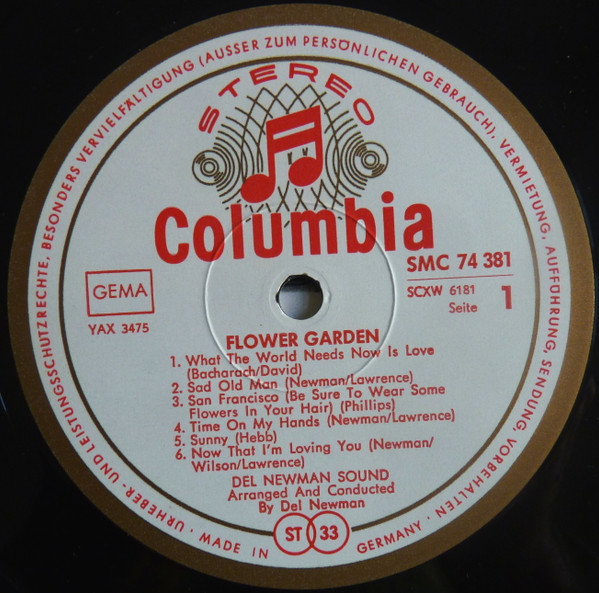 URHEBER- UND LEISTUNGSSCHUTZRECHTE, BESONDERS VERVIELFÄLTIGUNG (AUSSER ZUM PERSÖNLICHEN GEBRAUCH), VERMIETUNG, AUFFÜHRUNG, SENDUNG, VORBEHALTEN · MADE IN GERMANY ·
STEREO
Columbia
SMC 74 381
GEMA
SCXW 6181
Seite 1
YAX 3475
FLOWER GARDEN
1. What The World Needs Now Is Love
(Bacharach/David)
2. Sad Old Man (Newman/Lawrence)
3. San Francisco (Be Sure To Wear Some
Flowers In Your Hair) (Phillips)
4. Time On My Hands (Newman/Lawrence)
5. Sunny (Hebb)
6. Now That I'm Loving You (Newman/
Wilson/Lawrence)
DEL NEWMAN SOUND
Arranged And Conducted
By Del Newman
ST 33